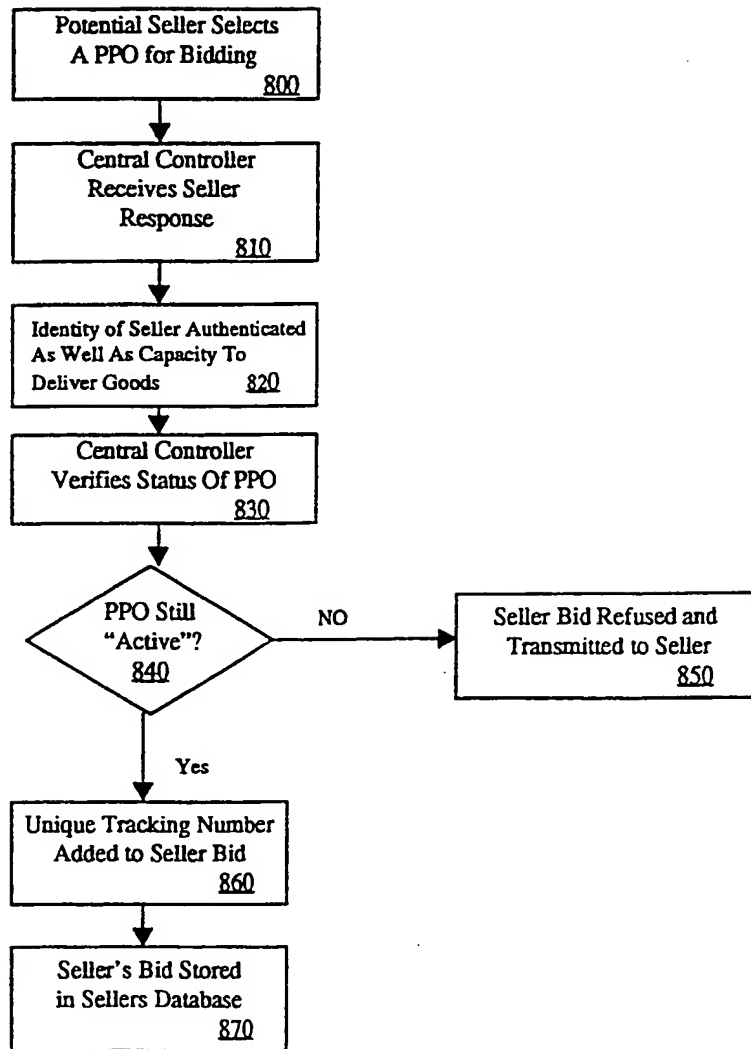 Potential Seller Selects
A PPO for Bidding
800
Central Controller
Receives Seller
Response
810
Identity of Seller Authenticated
As Well As Capacity To
Deliver Goods 820
Central Controller
Verifies Status Of PPO
830
PPO Still
"Active"?
840
NO
Seller Bid Refused and
Transmitted to Seller
850
Yes
Unique Tracking Number
Added to Seller Bid
860
Seller's Bid Stored
in Sellers Database
870